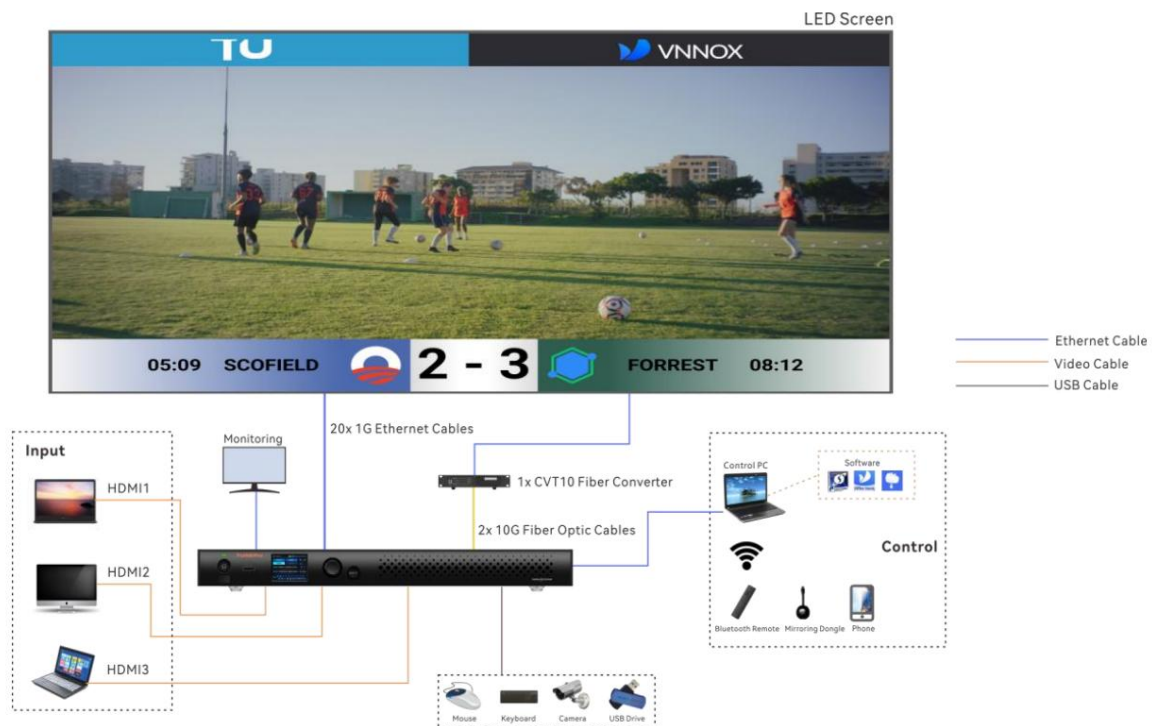 LED Screen
TU
VNNOX
05:09 SCOFIELD 2 - 3 FORREST 08:12
Ethernet Cable
Video Cable
USB Cable
20x 1G Ethernet Cables
Input
Monitoring
HDMI1
1x CVT10 Fiber Converter
2x 10G Fiber Optic Cables
Control PC
Software
Control
HDMI2
Bluetooth Remote
Mirroring Dongle
Phone
HDMI3
Mouse
Keyboard
Camera
USB Drive